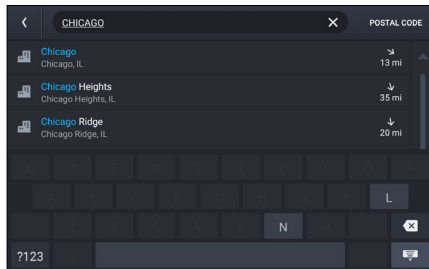 CHICAGO POSTAL CODE
Chicago
Chicago, IL
13 mi
Chicago Heights
Chicago Heights, IL
35 mi
Chicago Ridge
Chicago Ridge, IL
20 mi
Q W E R T Y U I O P
A S D F G H J K L
Z X C V B N M
?123